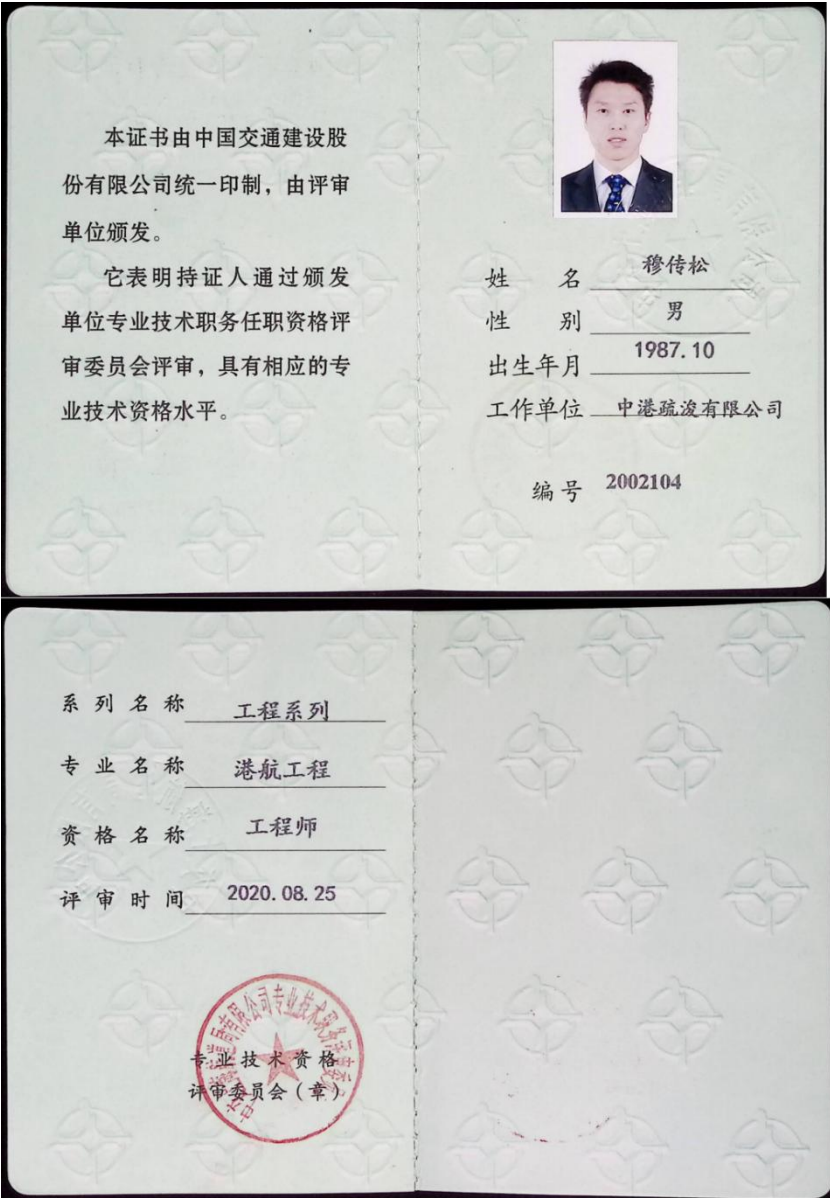 本证书由中国交通建设股
份有限公司统一印制，由评审
单位颁发。
它表明持证人通过颁发
单位专业技术职务任职资格评
审委员会评审，具有相应的专
业技术资格水平。
姓 名 穆传松
性 别 男
出生年月 1987.10
工作单位 中港疏浚有限公司
编号 2002104
系列名称 工程系列
专业名称 港航工程
资格名称 工程师
评审时间 2020.08.25
专业技术资格
评审委员会（章）